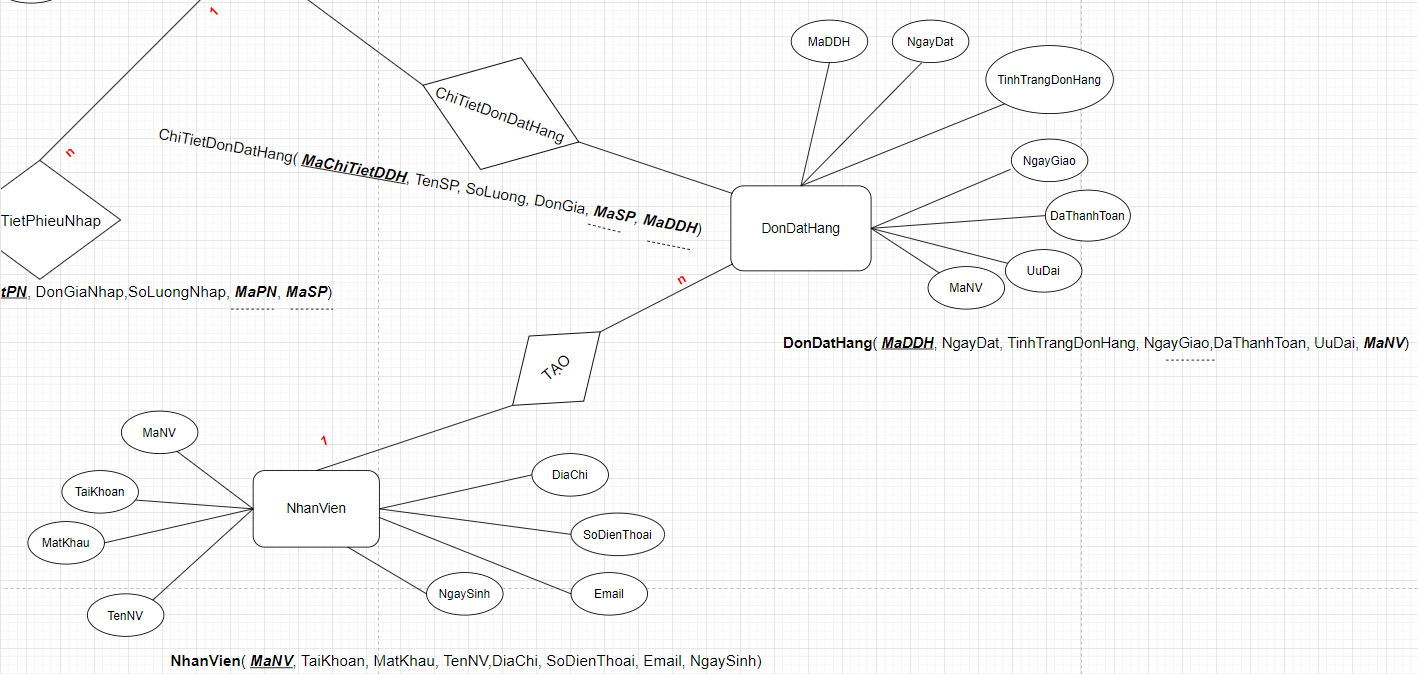 1
MaDDH
NgayDat
TinhTrangDonHang
ChiTietDonDatHang
n
ChiTietDonDatHang( MaChiTietDDH, TenSP, SoLuong, DonGia, MaSP, MaDDH)
NgayGiao
TietPhieuNhap
DaThanhToan
DonDatHang
UuDai
MaNV
n
tPN, DonGiaNhap,SoLuongNhap, MaPN, MaSP)
DonDatHang( MaDDH, NgayDat, TinhTrangDonHang, NgayGiao,DaThanhToan, UuDai, MaNV)
TẠO
1
MaNV
TaiKhoan
MatKhau
TenNV
NhanVien
DiaChi
SoDienThoai
Email
NgaySinh
NhanVien( MaNV, TaiKhoan, MatKhau, TenNV,DiaChi, SoDienThoai, Email, NgaySinh)